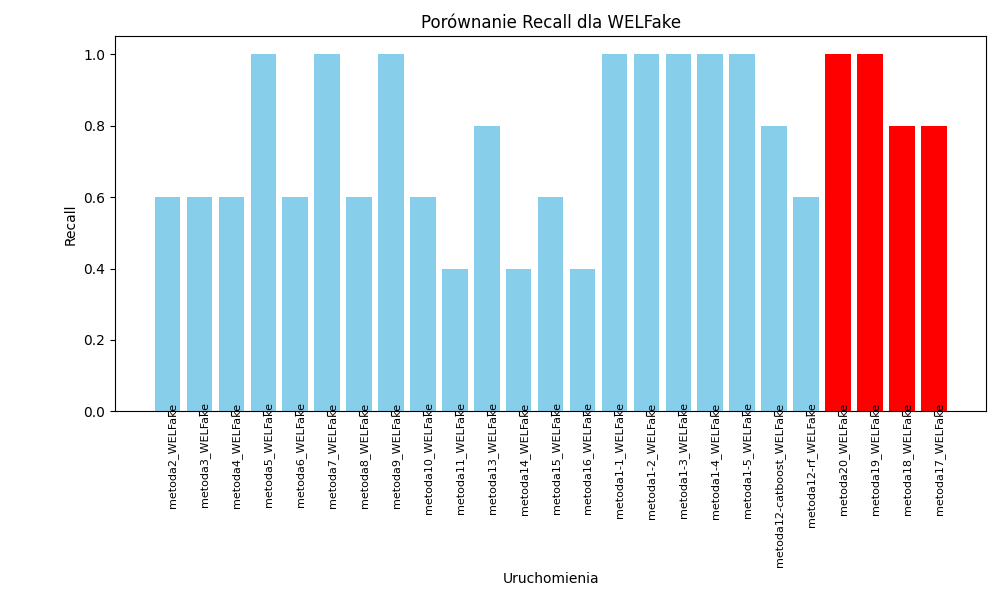 Porównanie Recall dla WELFake
1.0
0.8
0.6
0.4
0.2
0.0
Recall
metoda2_WELFake
metoda3_WELFake
metoda4_WELFake
metoda5_WELFake
metoda6_WELFake
metoda7_WELFake
metoda8_WELFake
metoda9_WELFake
metoda10_WELFake
metoda11_WELFake
metoda13_WELFake
metoda14_WELFake
metoda15_WELFake
metoda16_WELFake
metoda1-1_WELFake
metoda1-2_WELFake
metoda1-3_WELFake
metoda1-4_WELFake
metoda1-5_WELFake
metoda12-catboost_WELFake
metoda12-rf_WELFake
metoda20_WELFake
metoda19_WELFake
metoda18_WELFake
metoda17_WELFake
Uruchomienia